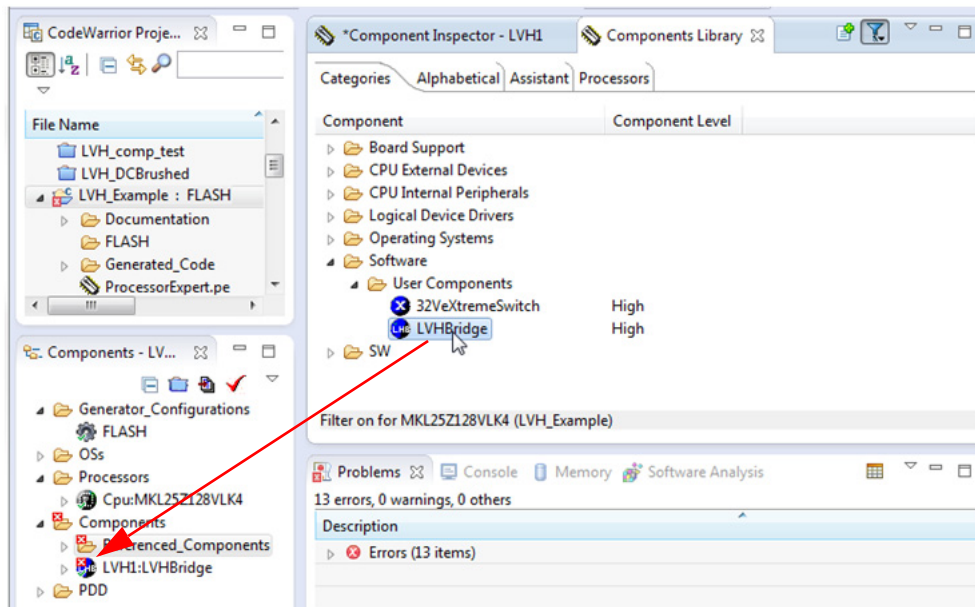 CodeWarrior Proje...
File Name
LVH_comp_test
LVH_DCBrushed
LVH_Example : FLASH
Documentation
FLASH
Generated_Code
ProcessorExpert.pe
Components - LV...
Generator_Configurations
FLASH
OSs
Processors
Cpu:MKL25Z128VLK4
Components
Referenced_Components
LVH1:LVHBridge
PDD
*Component Inspector - LVH1
Components Library
Categories
Alphabetical
Assistant
Processors
Component
Component Level
Board Support
CPU External Devices
CPU Internal Peripherals
Logical Device Drivers
Operating Systems
Software
User Components
32VeXtremeSwitch
High
LVHBridge
High
SW
Filter on for MKL25Z128VLK4 (LVH_Example)
Problems
Console
Memory
Software Analysis
13 errors, 0 warnings, 0 others
Description
Errors (13 items)